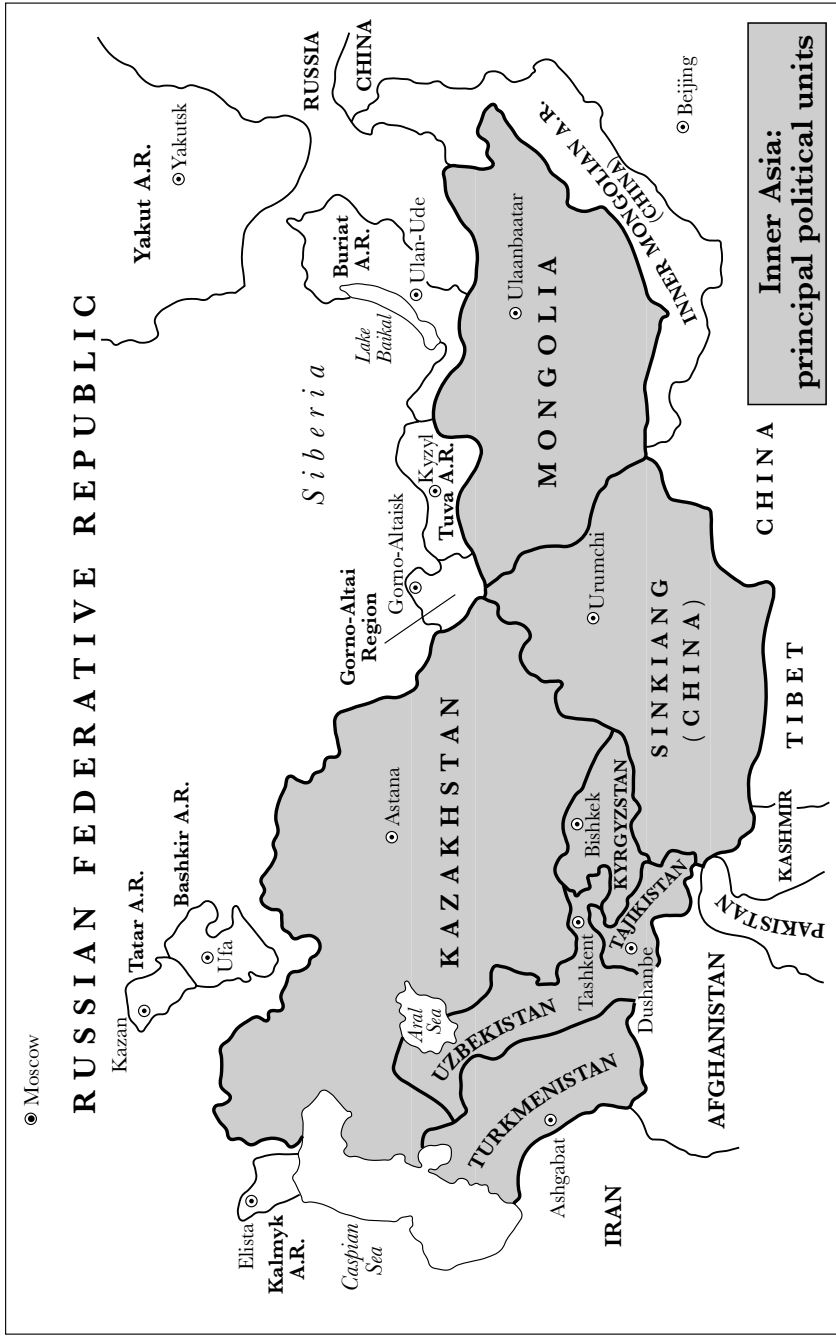 Moscow
RUSSIAN FEDERATIVE REPUBLIC
Yakut A.R.
Yakutsk
Kazan
Tatar A.R.
Bashkir A.R.
Ufa
Siberia
Elista
Kalmyk
A.R.
Caspian
Sea
Aral
Sea
KAZAKHSTAN
Astana
Gorno-Altai
Region
Gorno-Altaisk
Kyzyl
Tuva A.R.
Lake
Baikal
Buriat
A.R.
Ulan-Ude
RUSSIA
CHINA
MONGOLIA
Ulaanbaatar
INNER MONGOLIAN A.R.
(CHINA)
Beijing
UZBEKISTAN
TURKMENISTAN
Ashgabat
Tashkent
Bishkek
KYRGYZSTAN
TAJIKISTAN
Dushanbe
Urumchi
SINKIANG
(CHINA)
IRAN
AFGHANISTAN
PAKISTAN
KASHMIR
TIBET
CHINA
Inner Asia:
principal political units